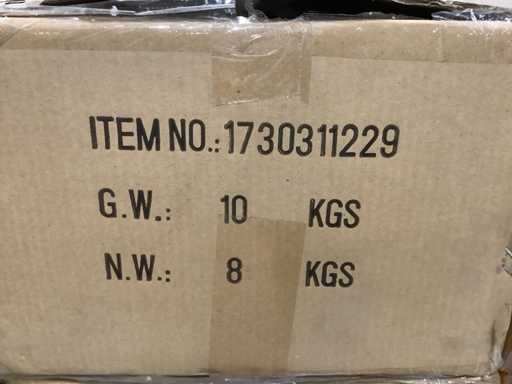 ITEM NO.: 1730311229
G.W.: 10 KGS
N.W.: 8 KGS